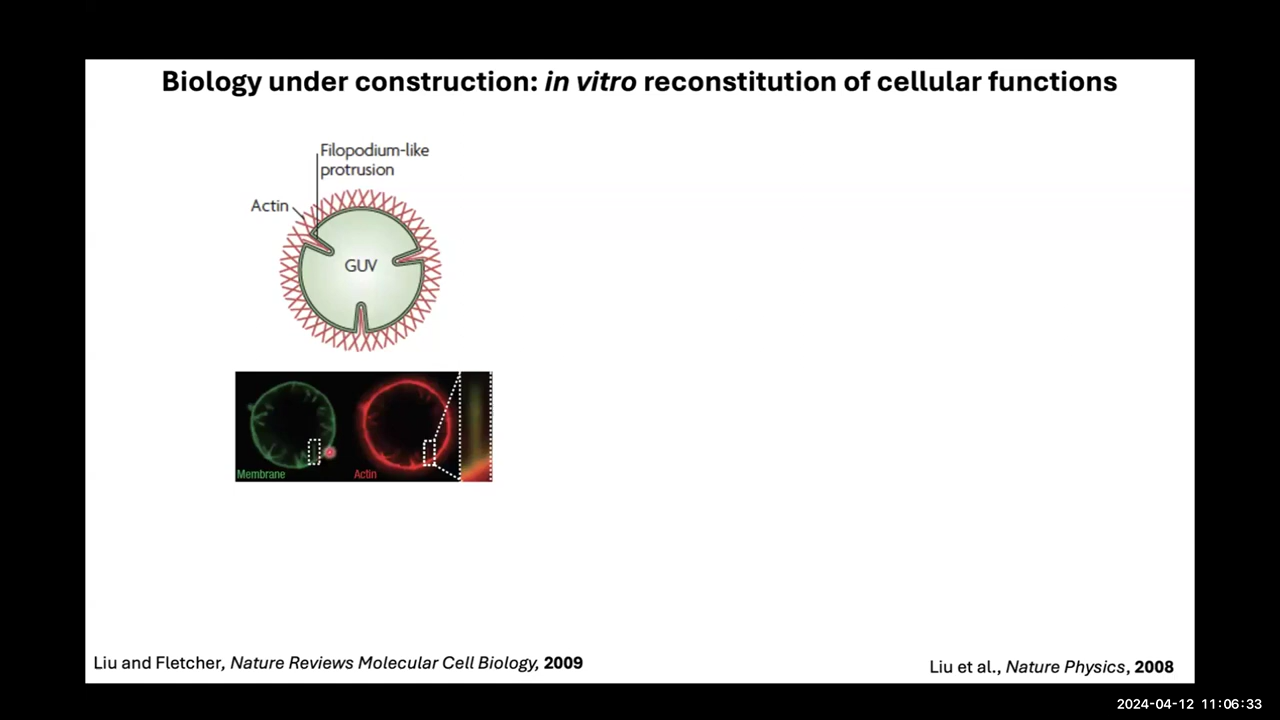 Biology under construction: in vitro reconstitution of cellular functions
Filopodium-like
protrusion
Actin
GUV
Membrane
Actin
Liu and Fletcher, Nature Reviews Molecular Cell Biology, 2009
Liu et al., Nature Physics, 2008
2024-04-12 11:06:33